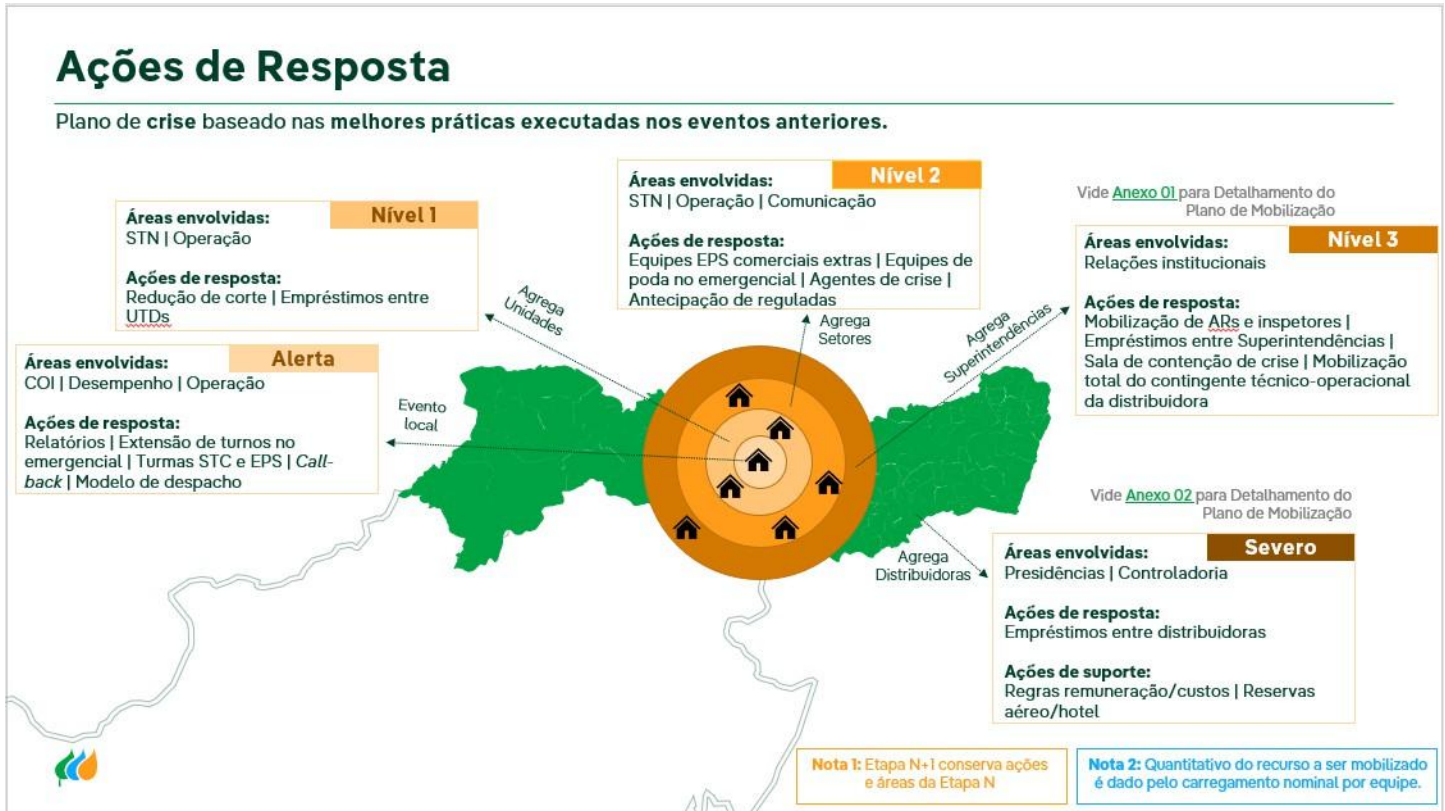 Ações de Resposta
Plano de crise baseado nas melhores práticas executadas nos eventos anteriores.
Nível 1
Áreas envolvidas:
STN | Operação
Ações de resposta:
Redução de corte | Empréstimos entre
UTDs
Agrega
Unidades
Nível 2
Áreas envolvidas:
STN | Operação | Comunicação
Ações de resposta:
Equipes EPS comerciais extras | Equipes de
poda no emergencial | Agentes de crise |
Antecipação de reguladas
Agrega
Setores
Vide Anexo 01 para Detalhamento do
Plano de Mobilização
Nível 3
Áreas envolvidas:
Relações institucionais
Ações de resposta:
Mobilização de ARs e inspetores |
Empréstimos entre Superintendências |
Sala de contenção de crise | Mobilização
total do contingente técnico-operacional
da distribuidora
Agrega
Superintendências
Alerta
Áreas envolvidas:
COI | Desempenho | Operação
Ações de resposta:
Relatórios | Extensão de turnos no
emergencial | Turmas STC e EPS | Call-
back | Modelo de despacho
Evento
local
Vide Anexo 02 para Detalhamento do
Plano de Mobilização
Agrega
Distribuidoras
Severo
Áreas envolvidas:
Presidências | Controladoria
Ações de resposta:
Empréstimos entre distribuidoras
Ações de suporte:
Regras remuneração/custos | Reservas
aéreo/hotel
Nota 1: Etapa N+1 conserva ações
e áreas da Etapa N
Nota 2: Quantitativo do recurso a ser mobilizado
é dado pelo carregamento nominal por equipe.